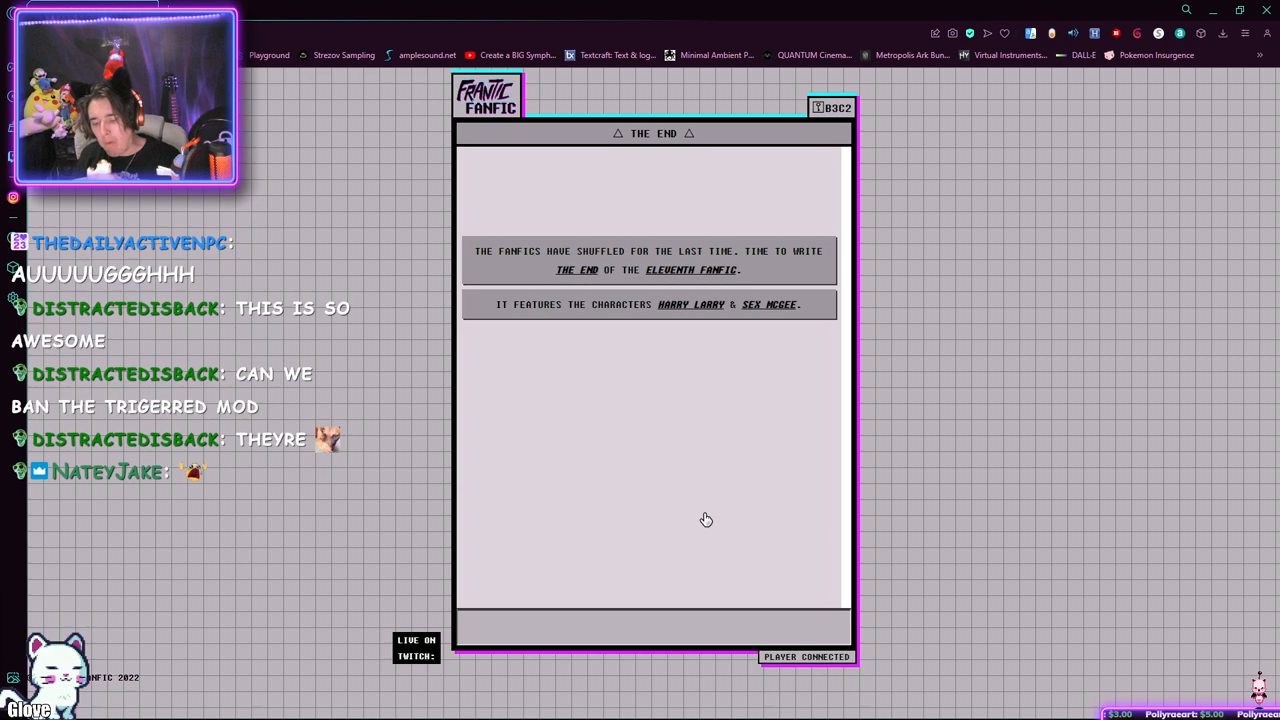 Playground
Strezov Sampling
amplesound.net
Create a BIG Symph...
Textcraft: Text & log...
Minimal Ambient P...
QUANTUM Cinema...
Metropolis Ark Bun...
Virtual Instruments...
DALL-E
Pokemon Insurgence
FRANTIC
FANFIC
B3C2
△ THE END △
THE FANFICS HAVE SHUFFLED FOR THE LAST TIME. TIME TO WRITE
THE END OF THE ELEVENTH FANFIC.
IT FEATURES THE CHARACTERS HARRY LARRY & SEX MCGEE.
THEDAILYACTIVENPC:
AUUUUUGGGHHH
DISTRACTEDISBACK: THIS IS SO
AWESOME
DISTRACTEDISBACK: CAN WE
BAN THE TRIGERRED MOD
DISTRACTEDISBACK: THEYRE
NATEYJAKE:
LIVE ON
TWITCH:
PLAYER CONNECTED
NFIC 2022
Glove
: $3.00 Pollyraeart: $5.00 Pollyrae